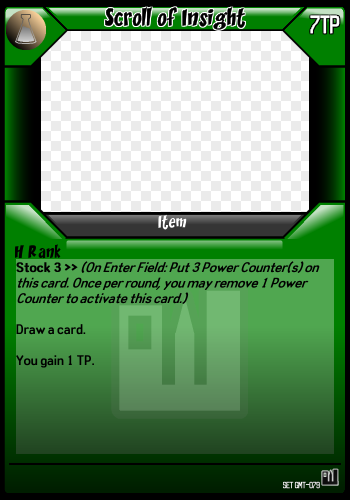 Scroll of Insight
7TP
Item
H Rank
Stock 3 >> (On Enter Field: Put 3 Power Counter(s) on
this card. Once per round, you may remove 1 Power
Counter to activate this card.)
Draw a card.
You gain 1 TP.
SET GMT-079